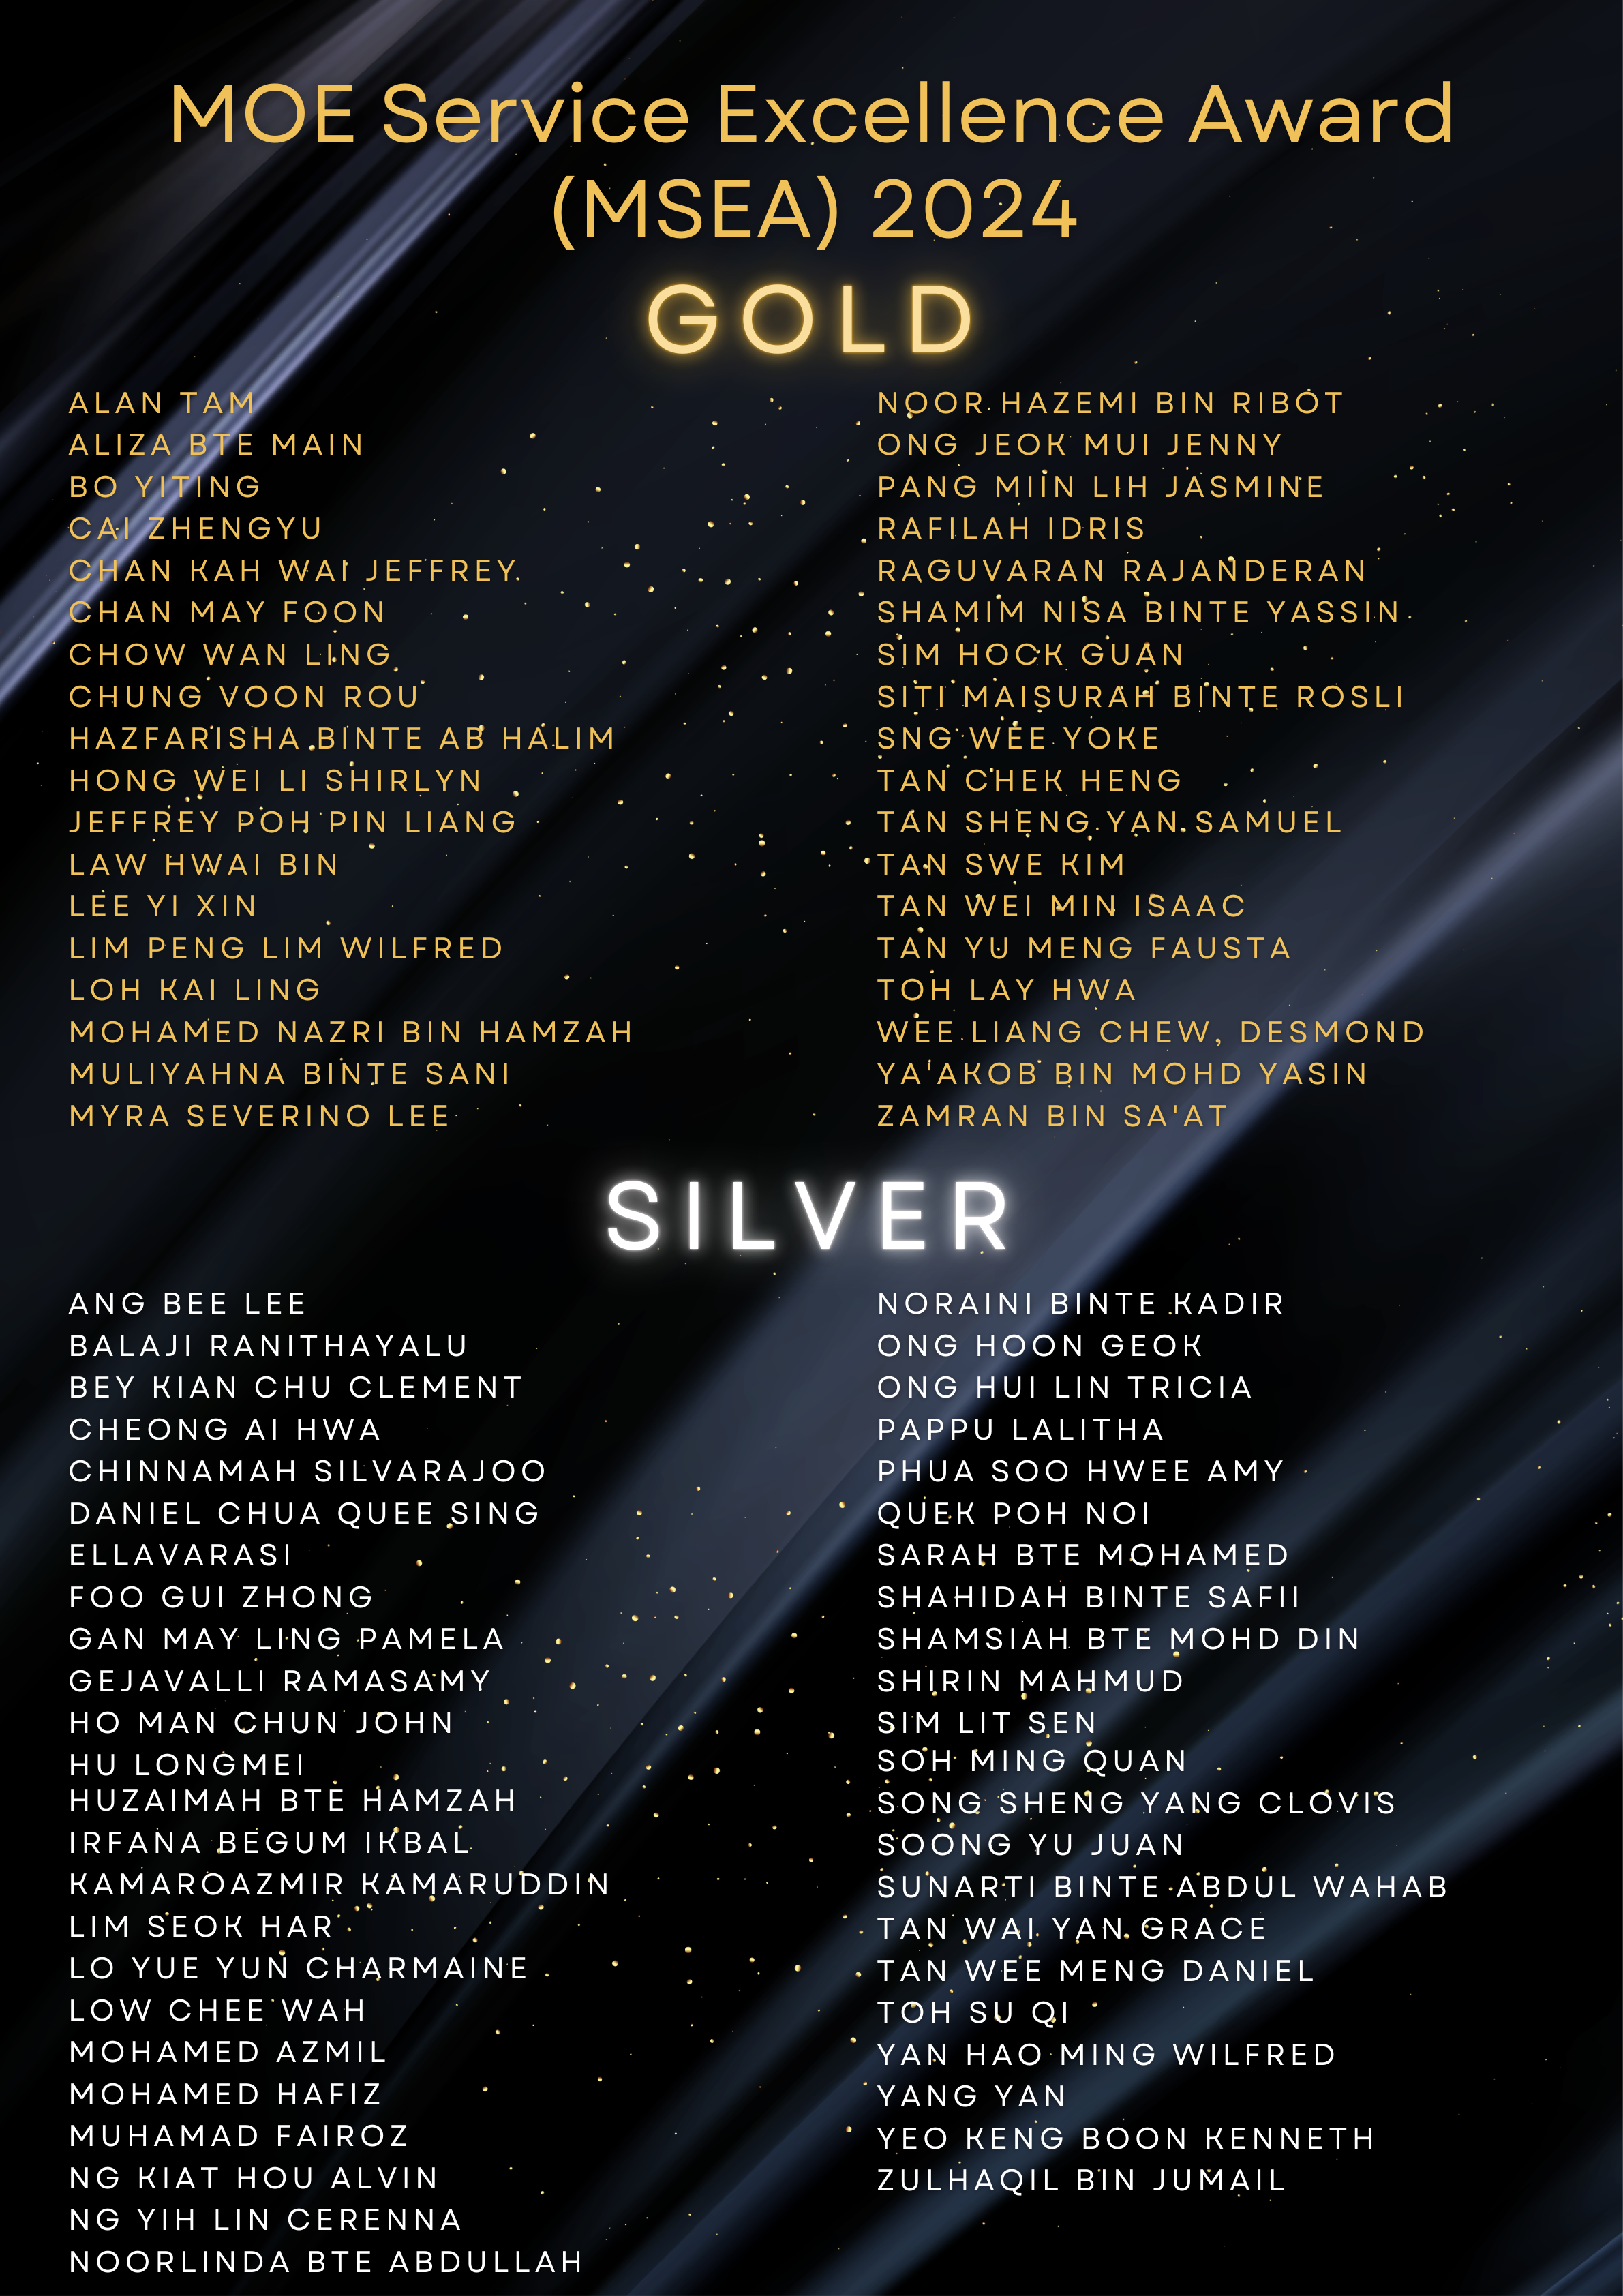 MOE Service Excellence Award
(MSEA) 2024
GOLD
ALAN TAM
ALIZA BTE MAIN
BO YITING
CAI ZHENGYU
CHAN KAH WAI JEFFREY
CHAN MAY FOON
CHOW WAN LING
CHUNG VOON ROU
HAZFARISHA BINTE AB HALIM
HONG WEI LI SHIRLYN
JEFFREY POH PIN LIANG
LAW HWAI BIN
LEE YI XIN
LIM PENG LIM WILFRED
LOH KAI LING
MOHAMED NAZRI BIN HAMZAH
MULIYAHNA BINTE SANI
MYRA SEVERINO LEE
NOOR HAZEMI BIN RIBOT
ONG JEOK MUI JENNY
PANG MIIN LIH JASMINE
RAFILAH IDRIS
RAGUVARAN RAJANDERAN
SHAMIM NISA BINTE YASSIN
SIM HOCK GUAN
SITI MAISURAH BINTE ROSLI
SNG WEE YOKE
TAN CHEK HENG
TAN SHENG YAN SAMUEL
TAN SWE KIM
TAN WEI MIN ISAAC
TAN YU MENG FAUSTA
TOH LAY HWA
WEE LIANG CHEW, DESMOND
YA'AKOB BIN MOHD YASIN
ZAMRAN BIN SA'AT
SILVER
ANG BEE LEE
BALAJI RANITHAYALU
BEY KIAN CHU CLEMENT
CHEONG AI HWA
CHINNAMAH SILVARAJOO
DANIEL CHUA QUEE SING
ELLAVARASI
FOO GUI ZHONG
GAN MAY LING PAMELA
GEJAVALLI RAMASAMY
HO MAN CHUN JOHN
HU LONGMEI
HUZAIMAH BTE HAMZAH
IRFANA BEGUM IKBAL
KAMAROAZMIR KAMARUDDIN
LIM SEOK HAR
LO YUE YUN CHARMAINE
LOW CHEE WAH
MOHAMED AZMIL
MOHAMED HAFIZ
MUHAMAD FAIROZ
NG KIAT HOU ALVIN
NG YIH LIN CERENNA
NOORLINDA BTE ABDULLAH
NORAINI BINTE KADIR
ONG HOON GEOK
ONG HUI LIN TRICIA
PAPPU LALITHA
PHUA SOO HWEE AMY
QUEK POH NOI
SARAH BTE MOHAMED
SHAHIDAH BINTE SAFII
SHAMSIAH BTE MOHD DIN
SHIRIN MAHMUD
SIM LIT SEN
SOH MING QUAN
SONG SHENG YANG CLOVIS
SOONG YU JUAN
SUNARTI BINTE ABDUL WAHAB
TAN WAI YAN GRACE
TAN WEE MENG DANIEL
TOH SU QI
YAN HAO MING WILFRED
YANG YAN
YEO KENG BOON KENNETH
ZULHAQIL BIN JUMAIL